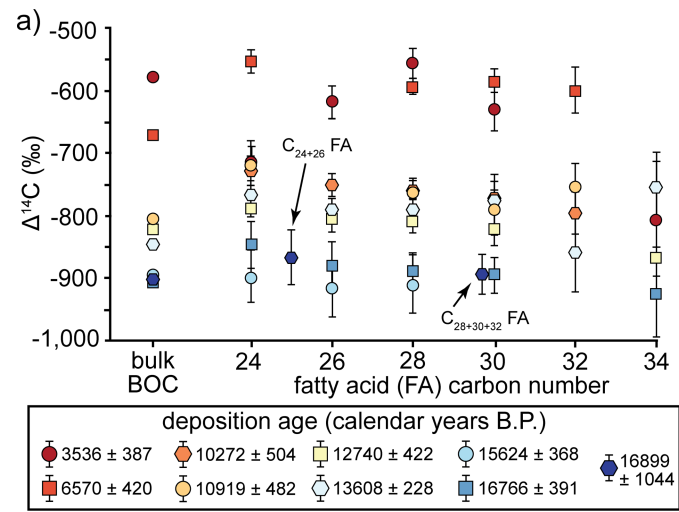 a)
-500
-600
-700
-800
-900
-1,000
Δ¹⁴C (‰)
C₂₄₊₂₆ FA
C₂₈₊₃₀₊₃₂ FA
bulk BOC
24
26
28
30
32
34
fatty acid (FA) carbon number
deposition age (calendar years B.P.)
3536 ± 387
10272 ± 504
12740 ± 422
15624 ± 368
16899 ± 1044
6570 ± 420
10919 ± 482
13608 ± 228
16766 ± 391